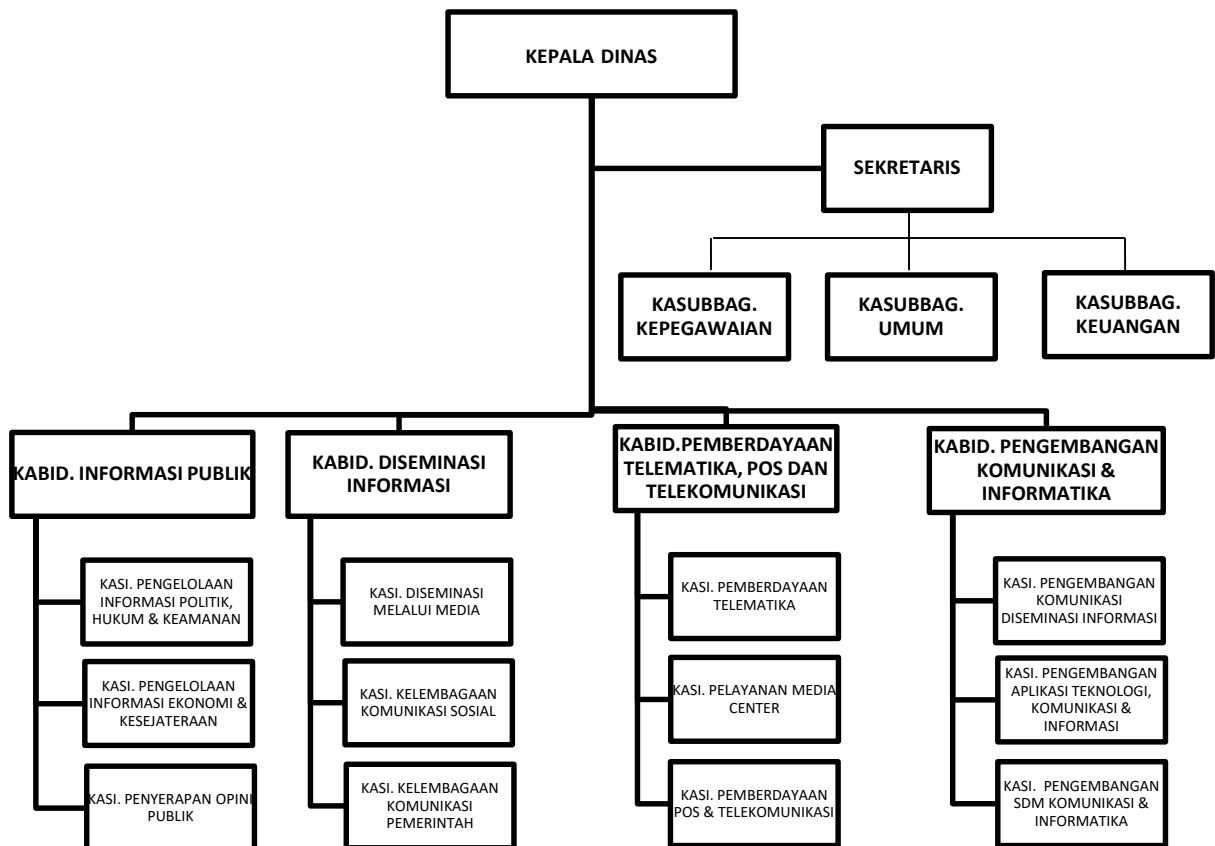 KEPALA DINAS
SEKRETARIS
KASUBBAG.
KEPEGAWAIAN
KASUBBAG.
UMUM
KASUBBAG.
KEUANGAN
KABID. INFORMASI PUBLIK
KABID. DISEMINASI
INFORMASI
KABID.PEMBERDAYAAN
TELEMATIKA, POS DAN
TELEKOMUNIKASI
KABID. PENGEMBANGAN
KOMUNIKASI &
INFORMATIKA
KASI. PENGELOLAAN
INFORMASI POLITIK,
HUKUM & KEAMANAN
KASI. PENGELOLAAN
INFORMASI EKONOMI &
KESEJATERAAN
KASI. PENYERAPAN OPINI
PUBLIK
KASI. DISEMINASI
MELALUI MEDIA
KASI. KELEMBAGAAN
KOMUNIKASI SOSIAL
KASI. KELEMBAGAAN
KOMUNIKASI
PEMERINTAH
KASI. PEMBERDAYAAN
TELEMATIKA
KASI. PELAYANAN MEDIA
CENTER
KASI. PEMBERDAYAAN
POS & TELEKOMUNIKASI
KASI. PENGEMBANGAN
KOMUNIKASI
DISEMINASI INFORMASI
KASI. PENGEMBANGAN
APLIKASI TEKNOLOGI,
KOMUNIKASI &
INFORMASI
KASI. PENGEMBANGAN
SDM KOMUNIKASI &
INFORMATIKA